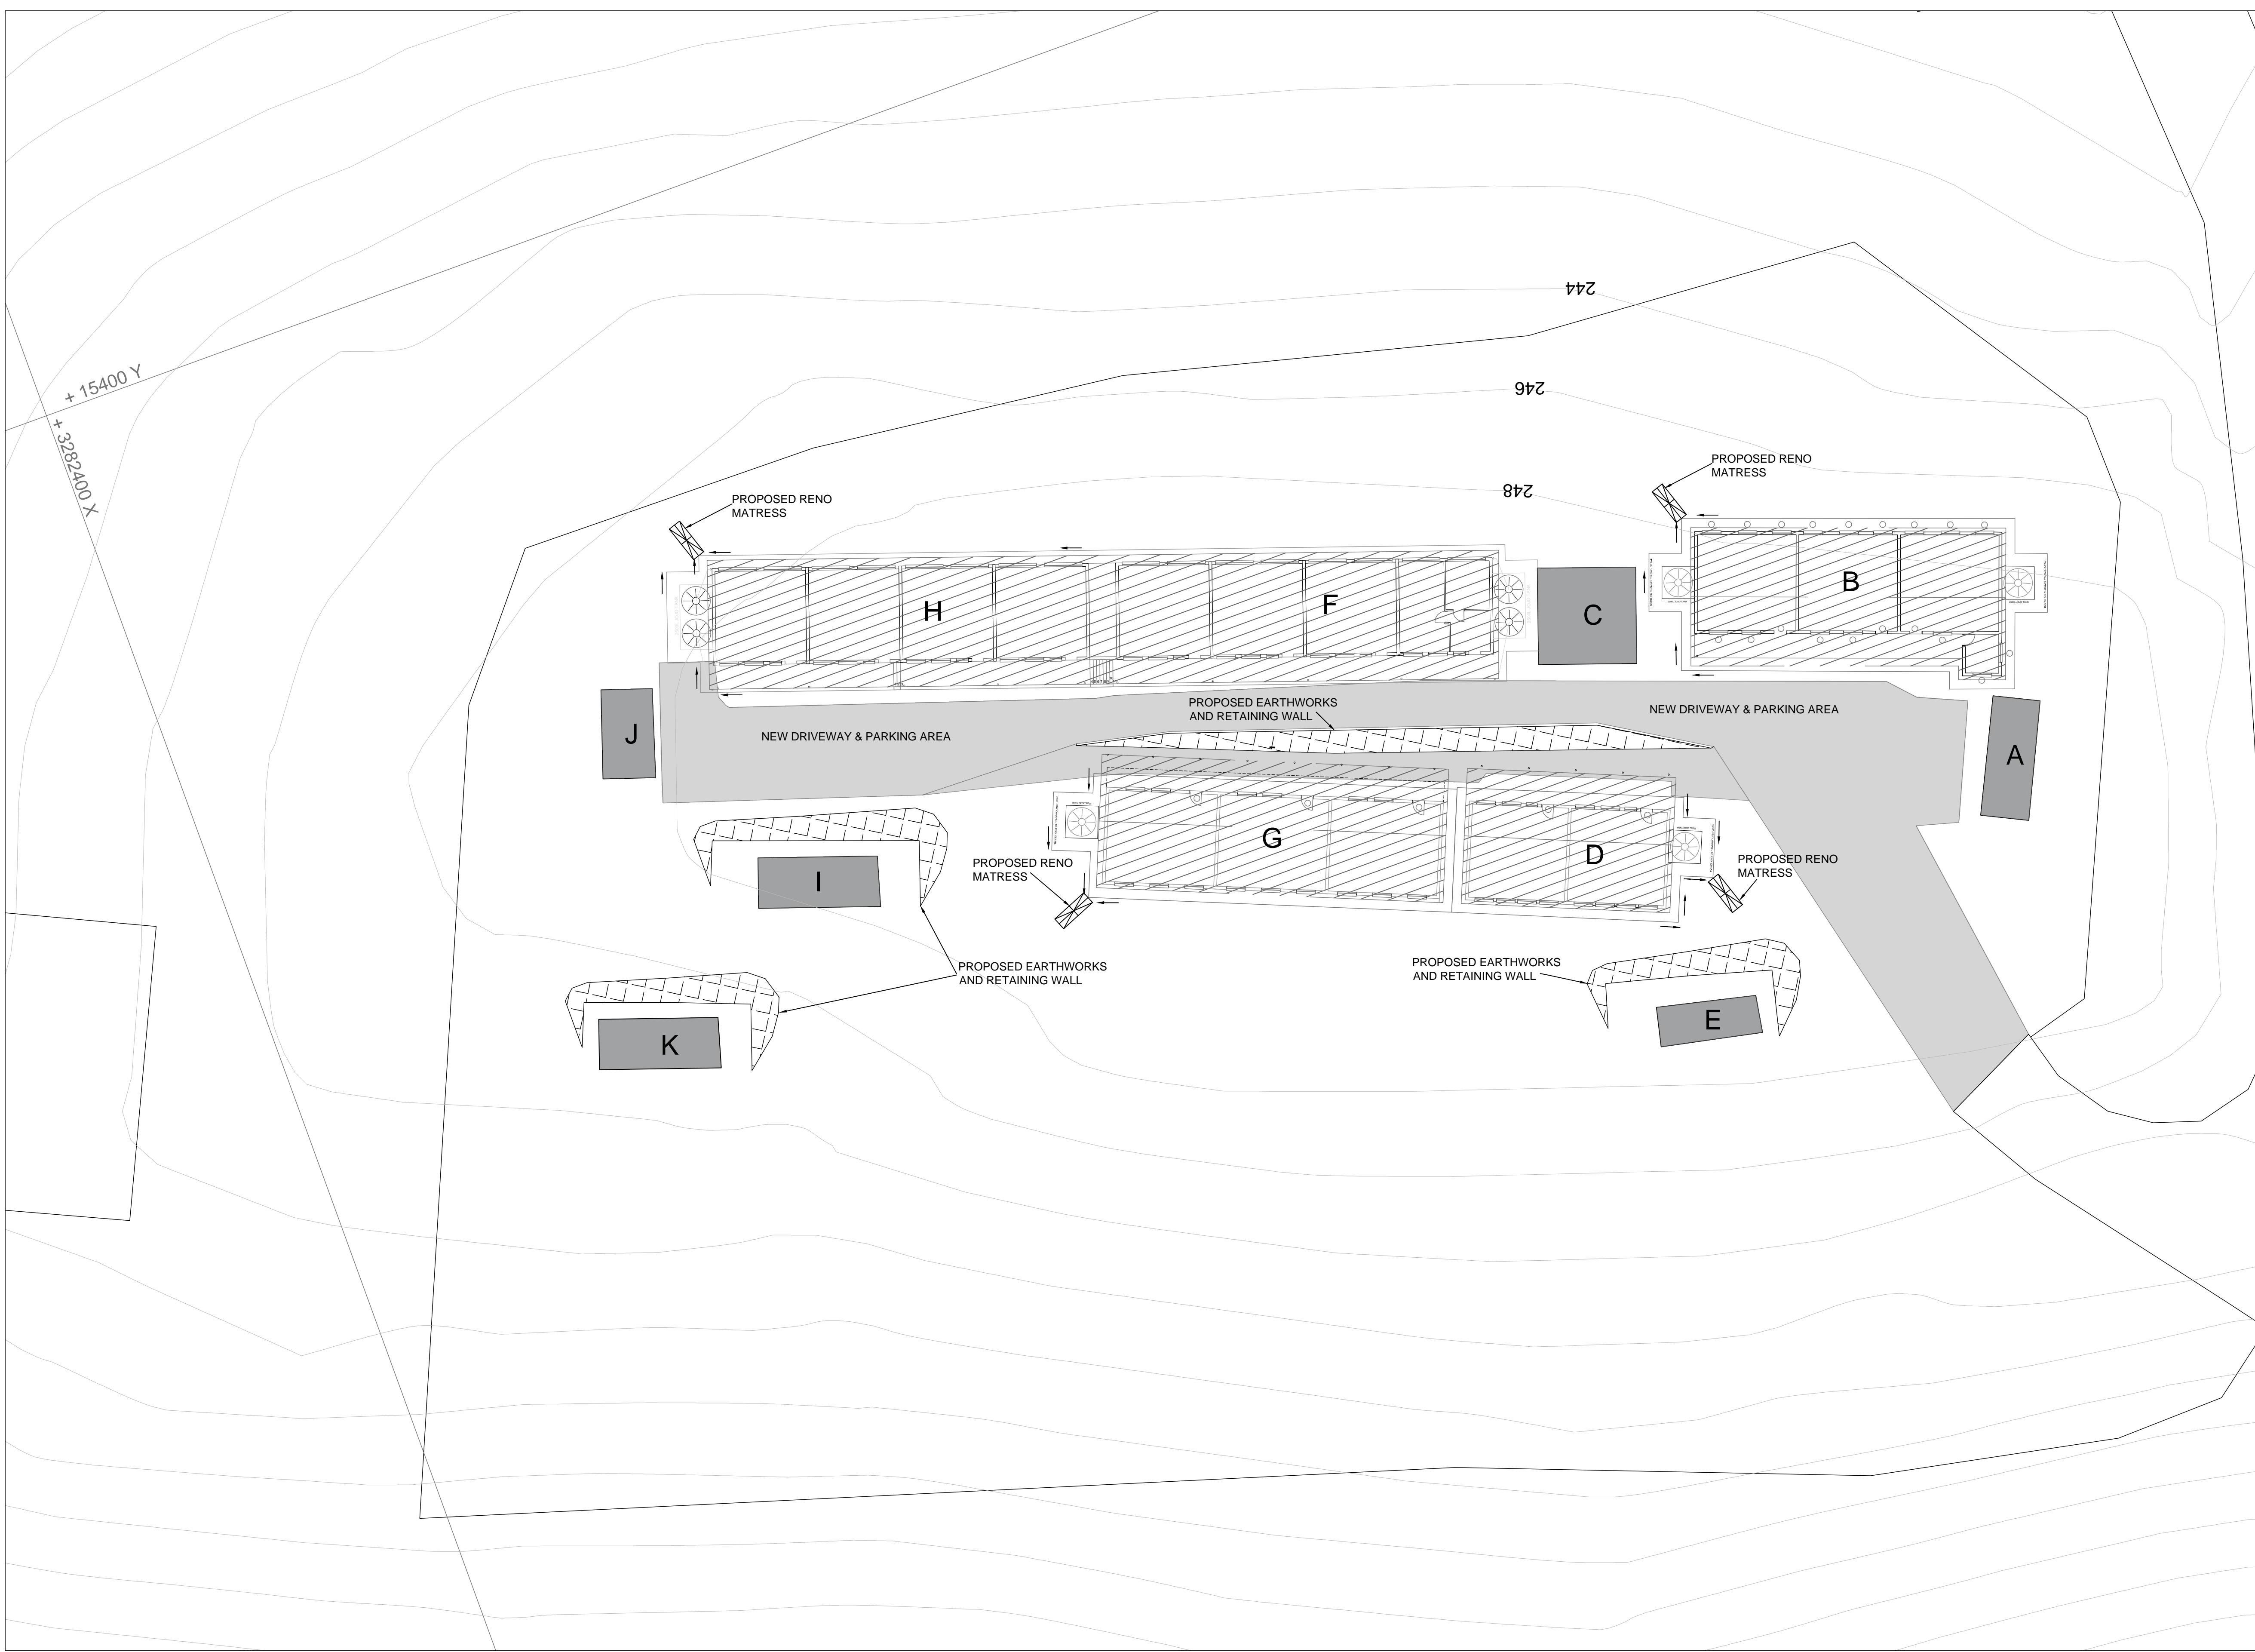 244
+ 15400 Y
246
+ 3282400 X
PROPOSED RENO
MATRESS
248
PROPOSED RENO
MATRESS
B
H
F
C
PROPOSED EARTHWORKS
AND RETAINING WALL
NEW DRIVEWAY & PARKING AREA
J
NEW DRIVEWAY & PARKING AREA
A
G
D
PROPOSED RENO
MATRESS
PROPOSED RENO
MATRESS
I
PROPOSED EARTHWORKS
AND RETAINING WALL
PROPOSED EARTHWORKS
AND RETAINING WALL
E
K